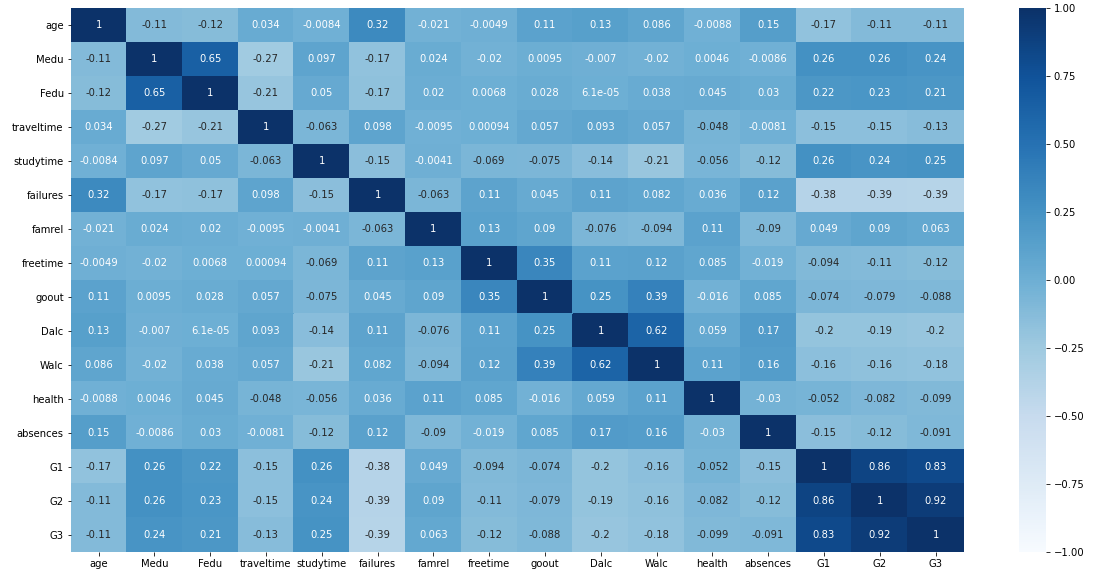 age 1 -0.11 -0.12 0.034 -0.0084 0.32 -0.021 -0.0049 0.11 0.13 0.086 -0.0088 0.15 -0.17 -0.11 -0.11
Medu -0.11 1 0.65 -0.27 0.097 -0.17 0.024 -0.02 0.0095 -0.007 -0.02 0.0046 -0.0086 0.26 0.26 0.24
Fedu -0.12 0.65 1 -0.21 0.05 -0.17 0.02 0.0068 0.028 6.1e-05 0.038 0.045 0.03 0.22 0.23 0.21
traveltime 0.034 -0.27 -0.21 1 -0.063 0.098 -0.0095 0.00094 0.057 0.093 0.057 -0.048 -0.0081 -0.15 -0.15 -0.13
studytime -0.0084 0.097 0.05 -0.063 1 -0.15 -0.0041 -0.069 -0.075 -0.14 -0.21 -0.056 -0.12 0.26 0.24 0.25
failures 0.32 -0.17 -0.17 0.098 -0.15 1 -0.063 0.11 0.045 0.11 0.082 0.036 0.12 -0.38 -0.39 -0.39
famrel -0.021 0.024 0.02 -0.0095 -0.0041 -0.063 1 0.13 0.09 -0.076 -0.094 0.11 -0.09 0.049 0.09 0.063
freetime -0.0049 -0.02 0.0068 0.00094 -0.069 0.11 0.13 1 0.35 0.11 0.12 0.085 -0.019 -0.094 -0.11 -0.12
goout 0.11 0.0095 0.028 0.057 -0.075 0.045 0.09 0.35 1 0.25 0.39 -0.016 0.085 -0.074 -0.079 -0.088
Dalc 0.13 -0.007 6.1e-05 0.093 -0.14 0.11 -0.076 0.11 0.25 1 0.62 0.059 0.17 -0.2 -0.19 -0.2
Walc 0.086 -0.02 0.038 0.057 -0.21 0.082 -0.094 0.12 0.39 0.62 1 0.11 0.16 -0.16 -0.16 -0.18
health -0.0088 0.0046 0.045 -0.048 -0.056 0.036 0.11 0.085 -0.016 0.059 0.11 1 -0.03 -0.052 -0.082 -0.099
absences 0.15 -0.0086 0.03 -0.0081 -0.12 0.12 -0.09 -0.019 0.085 0.17 0.16 -0.03 1 -0.15 -0.12 -0.091
G1 -0.17 0.26 0.22 -0.15 0.26 -0.38 0.049 -0.094 -0.074 -0.2 -0.16 -0.052 -0.15 1 0.86 0.83
G2 -0.11 0.26 0.23 -0.15 0.24 -0.39 0.09 -0.11 -0.079 -0.19 -0.16 -0.082 -0.12 0.86 1 0.92
G3 -0.11 0.24 0.21 -0.13 0.25 -0.39 0.063 -0.12 -0.088 -0.2 -0.18 -0.099 -0.091 0.83 0.92 1
age Medu Fedu traveltime studytime failures famrel freetime goout Dalc Walc health absences G1 G2 G3
1.00
0.75
0.50
0.25
0.00
−0.25
−0.50
−0.75
−1.00